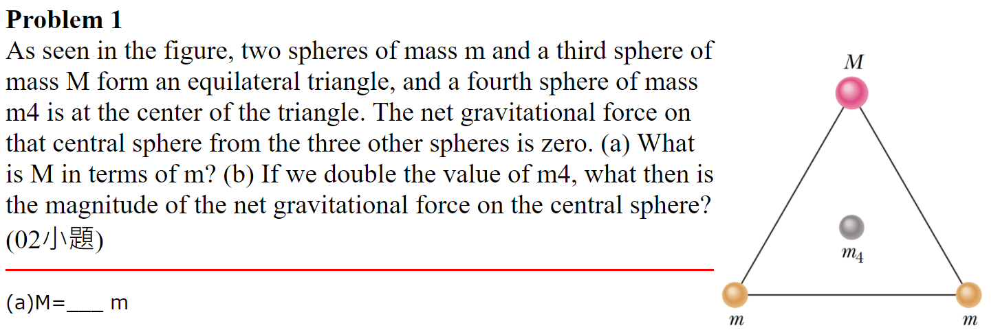 Problem 1
As seen in the figure, two spheres of mass m and a third sphere of
mass M form an equilateral triangle, and a fourth sphere of mass
m4 is at the center of the triangle. The net gravitational force on
that central sphere from the three other spheres is zero. (a) What
is M in terms of m? (b) If we double the value of m4, what then is
the magnitude of the net gravitational force on the central sphere?
(02小題)
(a)M=___ m
M
m4
m
m